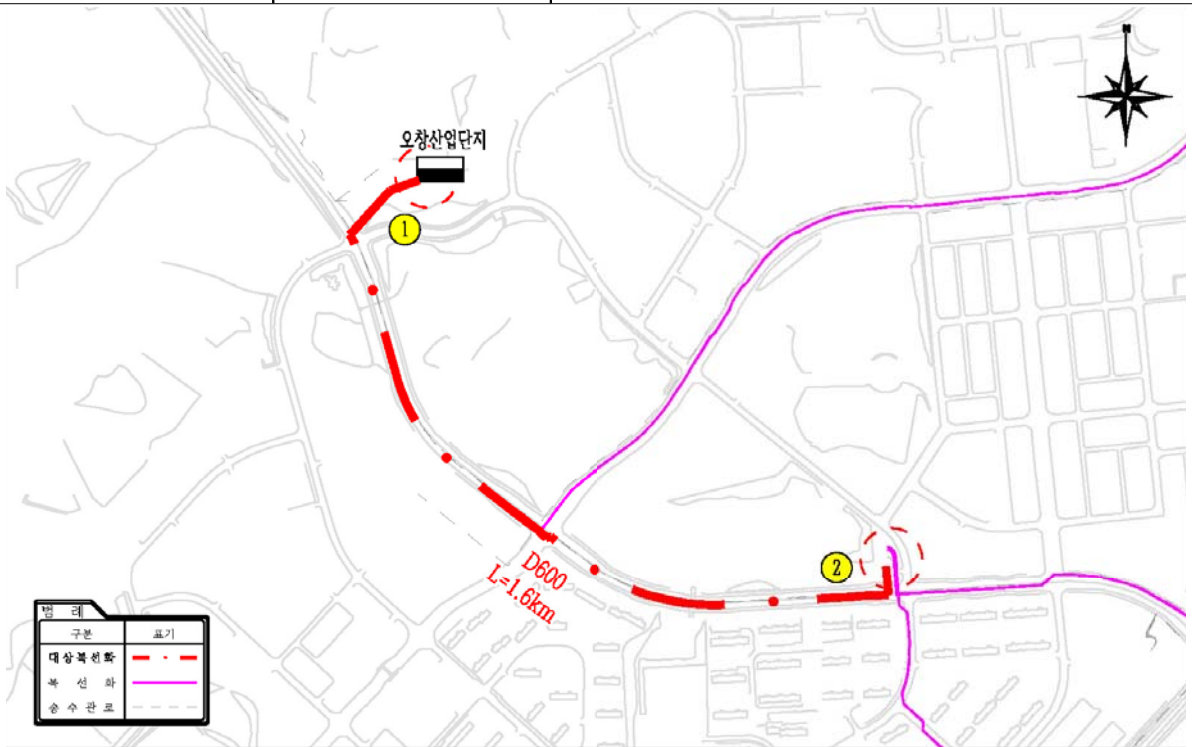 N
오창산업단지
1
D600
L=1.6km
2
범 례
구분 표기
대상복선화
복 선 화
송 수 관 로